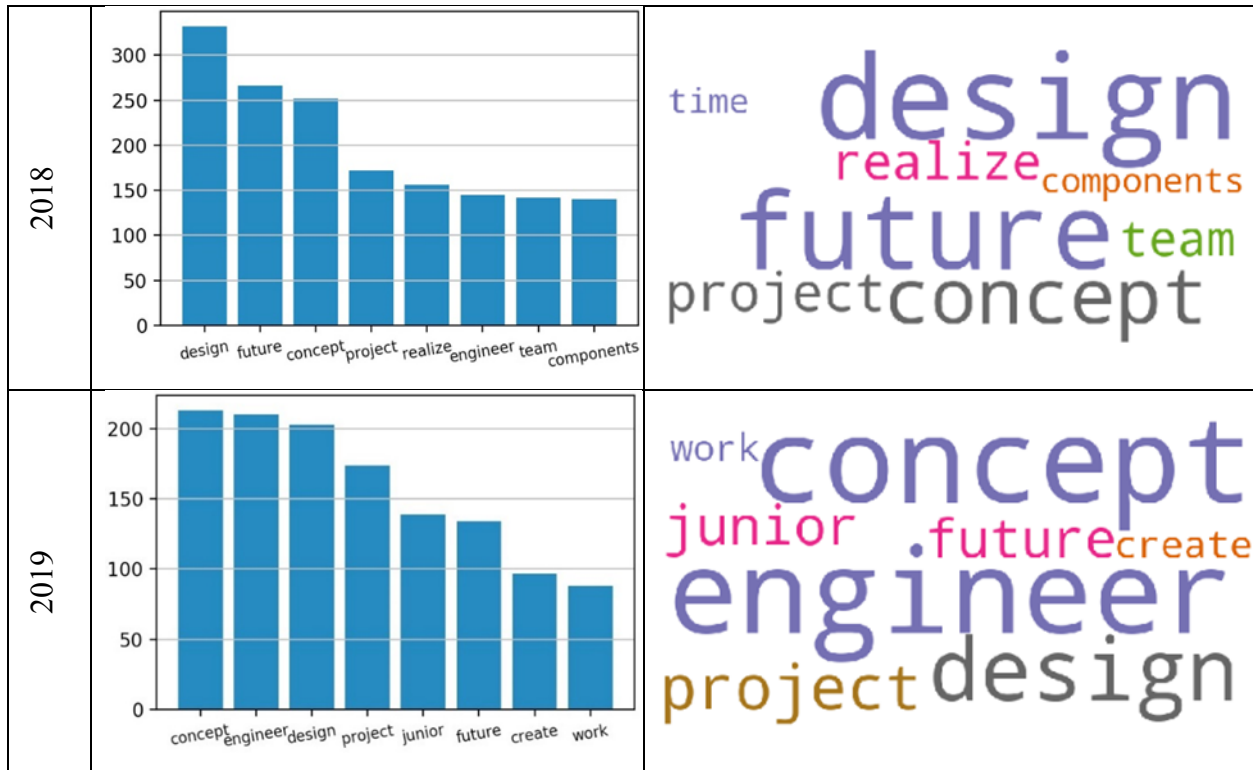 2018
300
250
200
150
100
50
0
design future concept project realize engineer team components
time
design
realize
components
future
team
project
concept
2019
200
150
100
50
0
concept engineer design project junior future create work
work
concept
junior
future
create
engineer
project
design